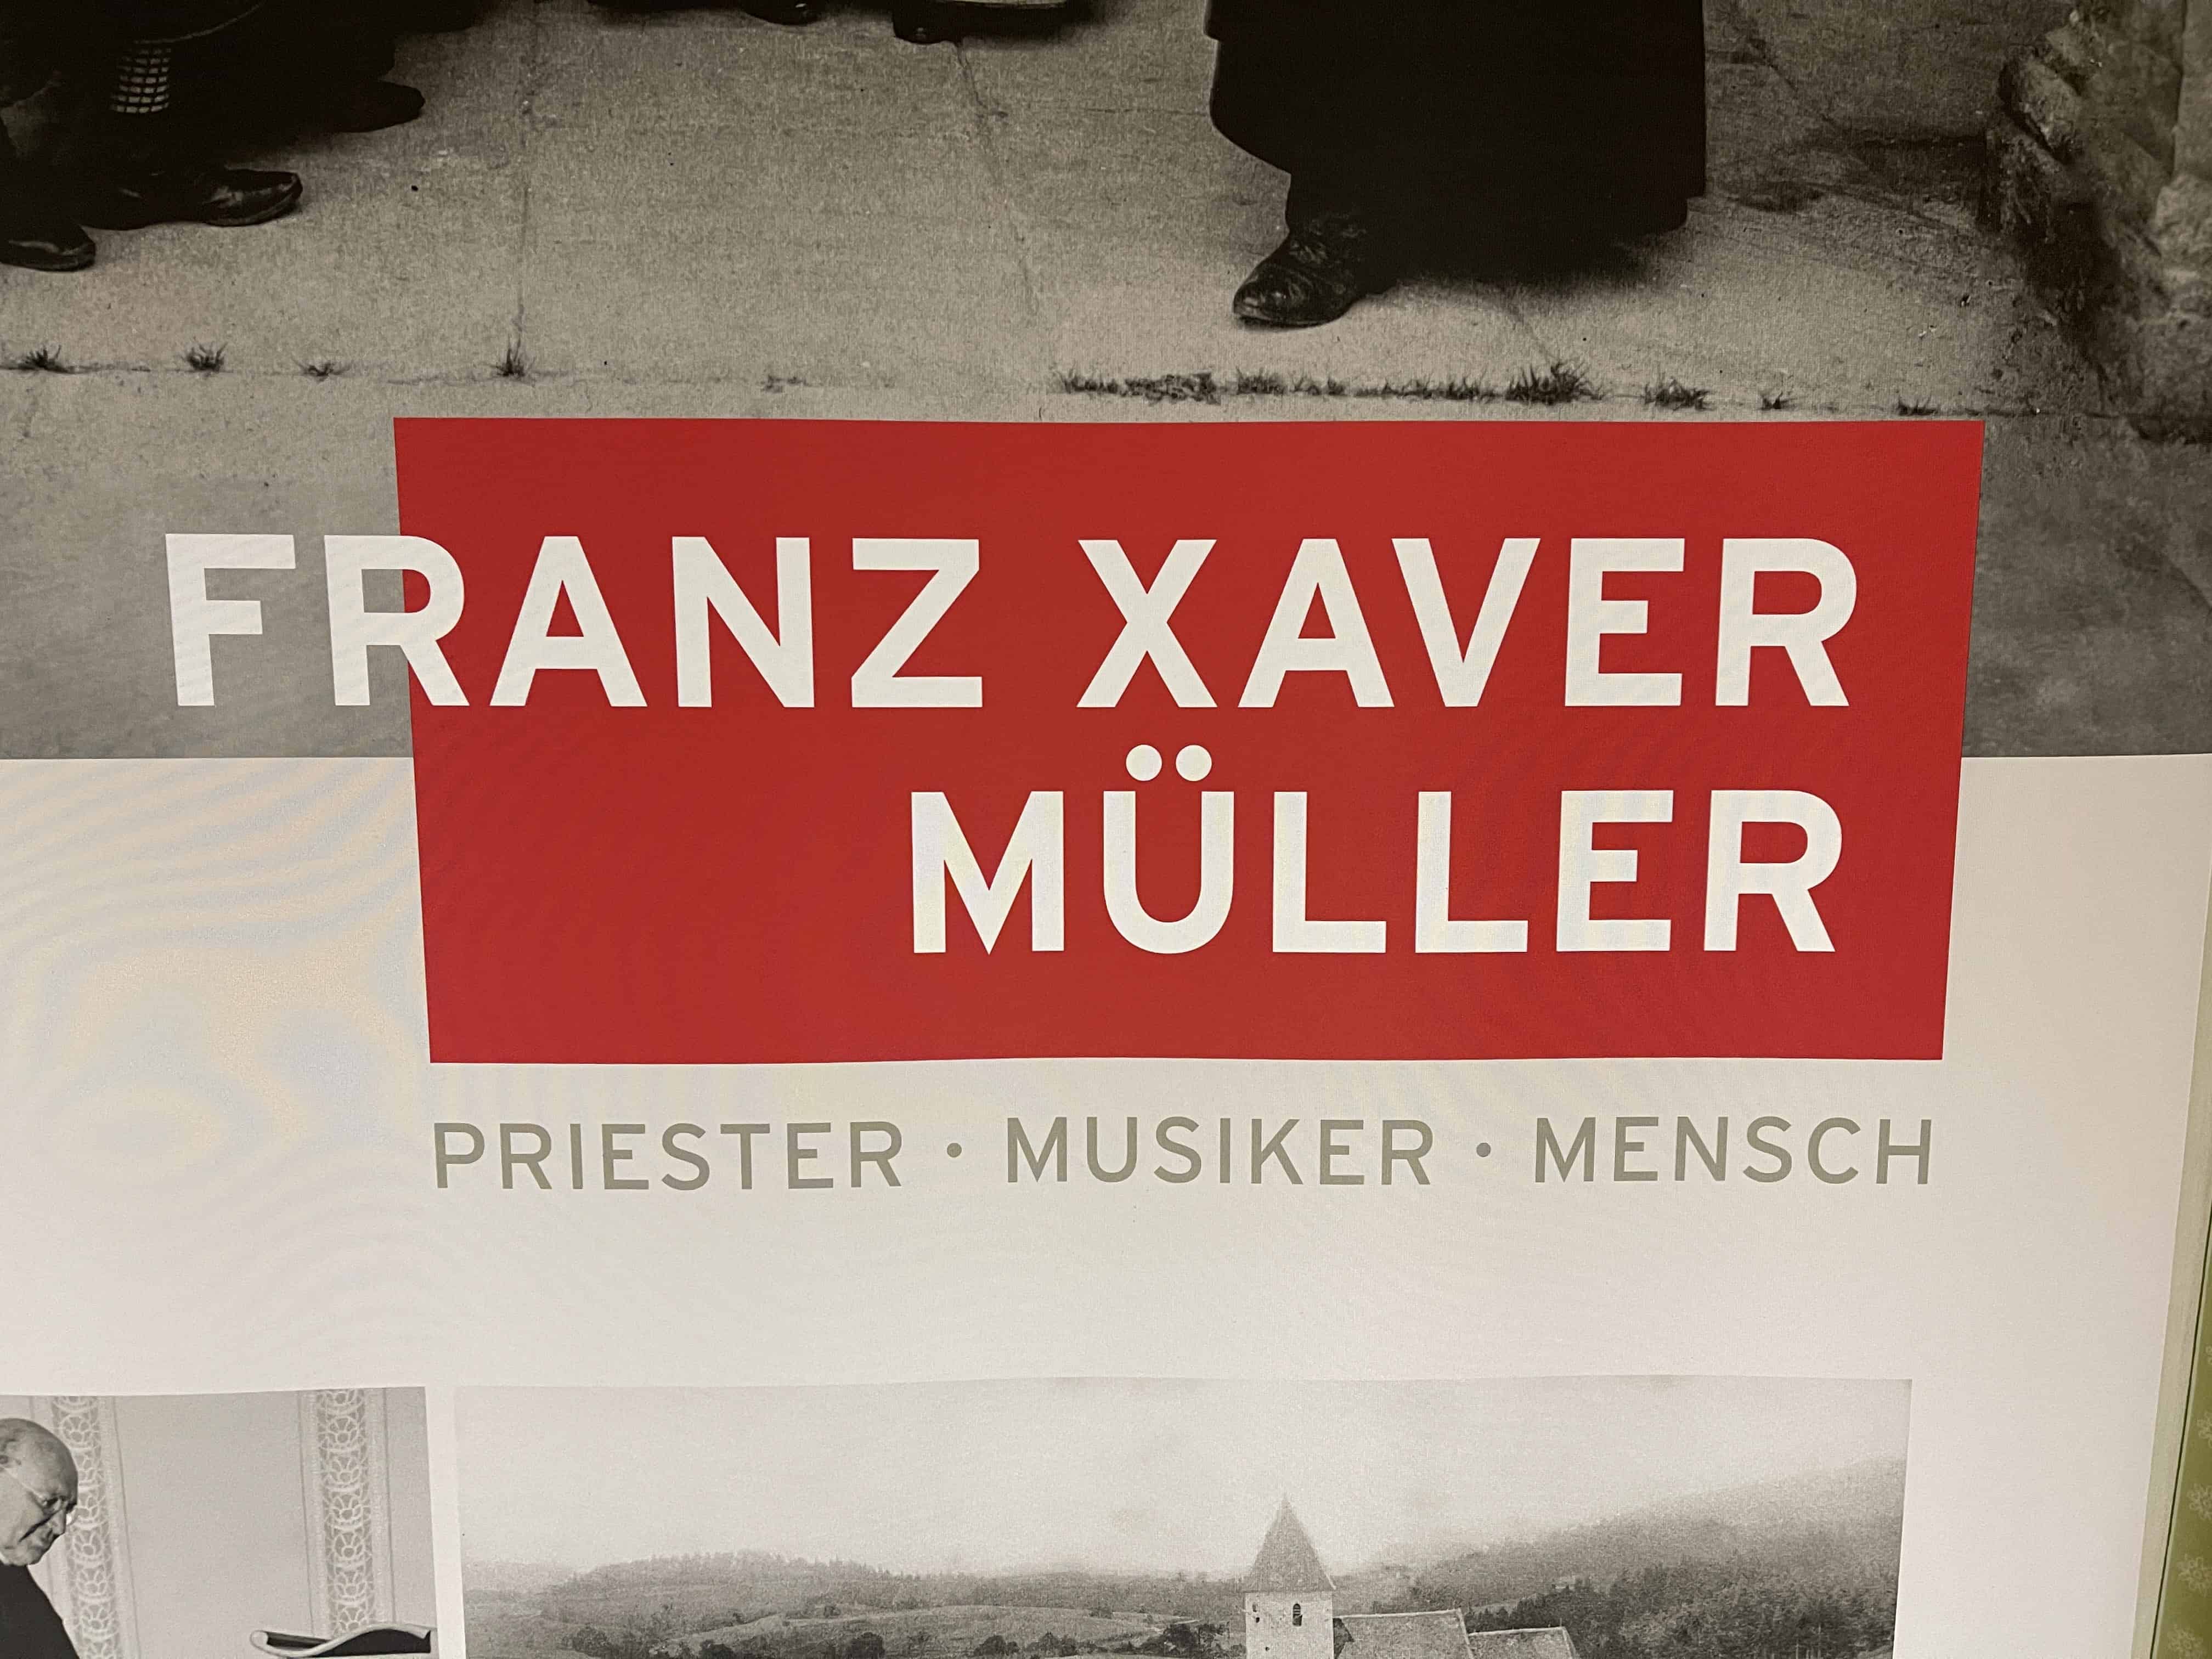 FRANZ XAVER
MÜLLER
PRIESTER · MUSIKER · MENSCH